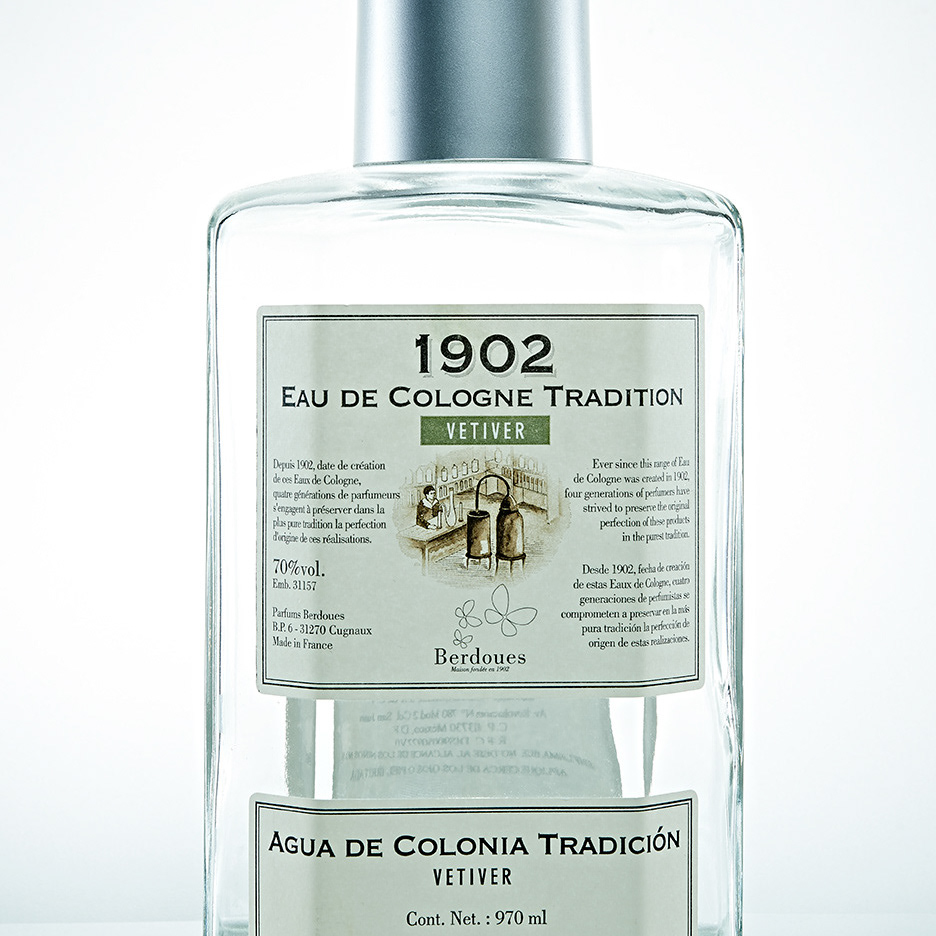 1902
EAU DE COLOGNE TRADITION
VETIVER
Depuis 1902, date de création
de ces Eaux de Cologne,
quatre générations de parfumeurs
s'engagent à préserver dans la
plus pure tradition la perfection
d'origine de ces réalisations.
70%vol.
Emb. 31157
Parfums Berdoues
B.P. 6 - 31270 Cugnaux
Made in France
Ever since this range of Eau
de Cologne was created in 1902,
four generations of perfumers have
strived to preserve the original
perfection of these products
in the purest tradition.
Desde 1902, fecha de creación
de estas Eaux de Cologne, cuatro
generaciones de perfumistas se
comprometen a preservar en la más
pura tradición la perfección de
origen de estas realizaciones.
Berdoues
Maison fondée en 1902
AGUA DE COLONIA TRADICIÓN
VETIVER
Cont. Net. : 970 ml